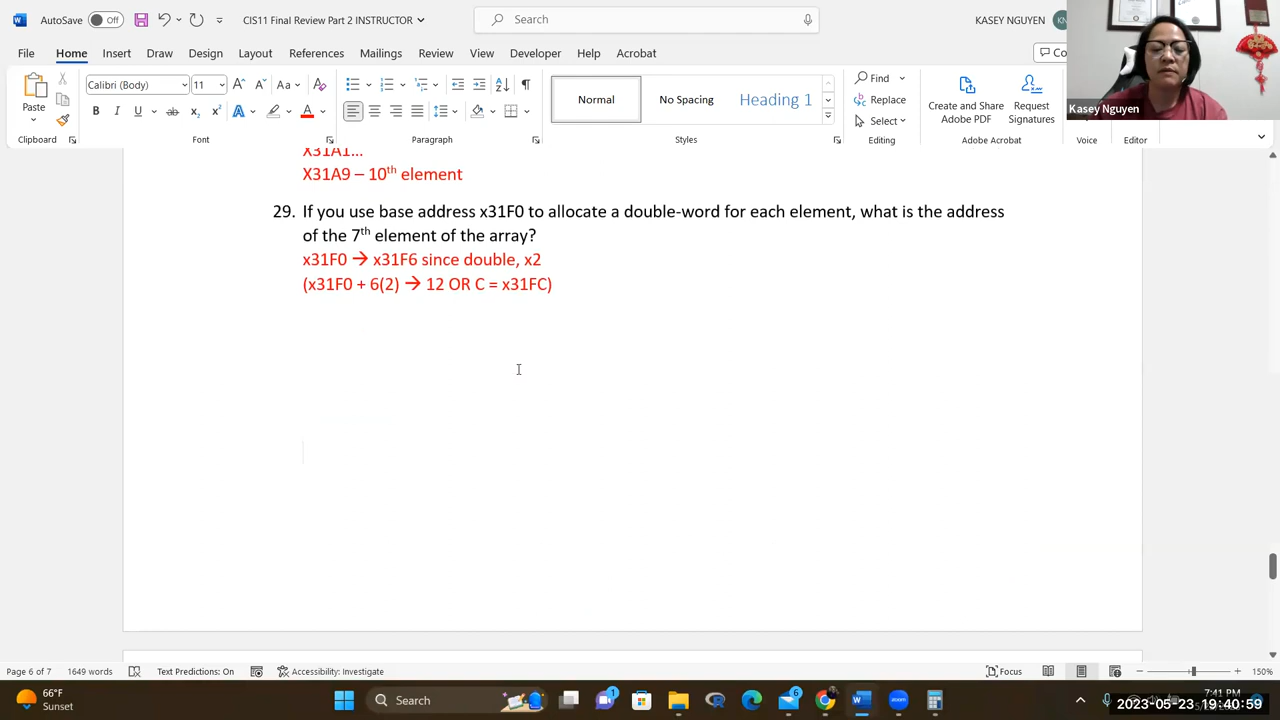 AutoSave Off CIS11 Final Review Part 2 INSTRUCTOR Search KASEY NGUYEN
File Home Insert Draw Design Layout References Mailings Review View Developer Help Acrobat
Calibri (Body) 11 Find
Paste Normal No Spacing Heading 1 Replace Create and Share Adobe PDF Request Signatures
Select
Kasey Nguyen
Clipboard Font Paragraph Styles Editing Adobe Acrobat Voice Editor
X31A1...
X31A9 – 10th element
29. If you use base address x31F0 to allocate a double-word for each element, what is the address
of the 7th element of the array?
x31F0 → x31F6 since double, x2
(x31F0 + 6(2) → 12 OR C = x31FC)
Page 6 of 7 1649 words Text Predictions: On Accessibility: Investigate Focus 150%
66°F
Sunset
Search
7:41 PM
2023-05-23 19:40:59